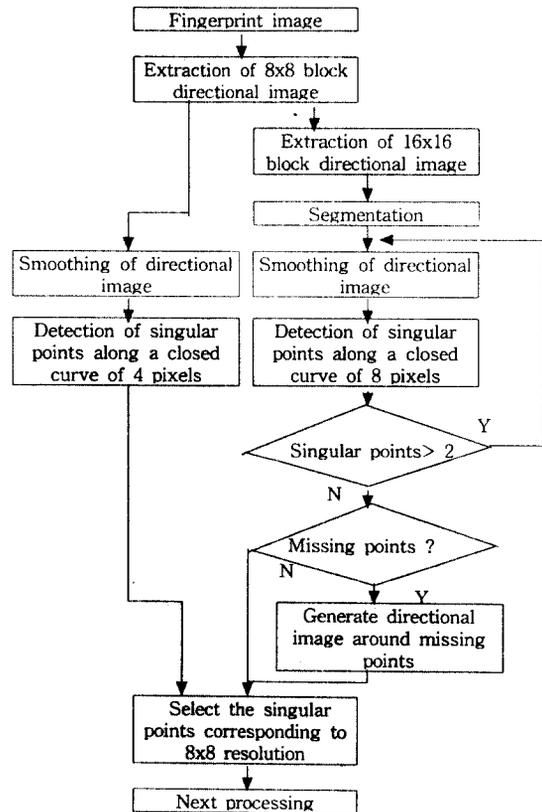 Fingerprint image
Extraction of 8x8 block
directional image
Extraction of 16x16
block directional image
Segmentation
Smoothing of directional
image
Smoothing of directional
image
Detection of singular
points along a closed
curve of 4 pixels
Detection of singular
points along a closed
curve of 8 pixels
Singular points> 2
Y
N
Missing points ?
N
Y
Generate directional
image around missing
points
Select the singular
points corresponding to
8x8 resolution
Next processing